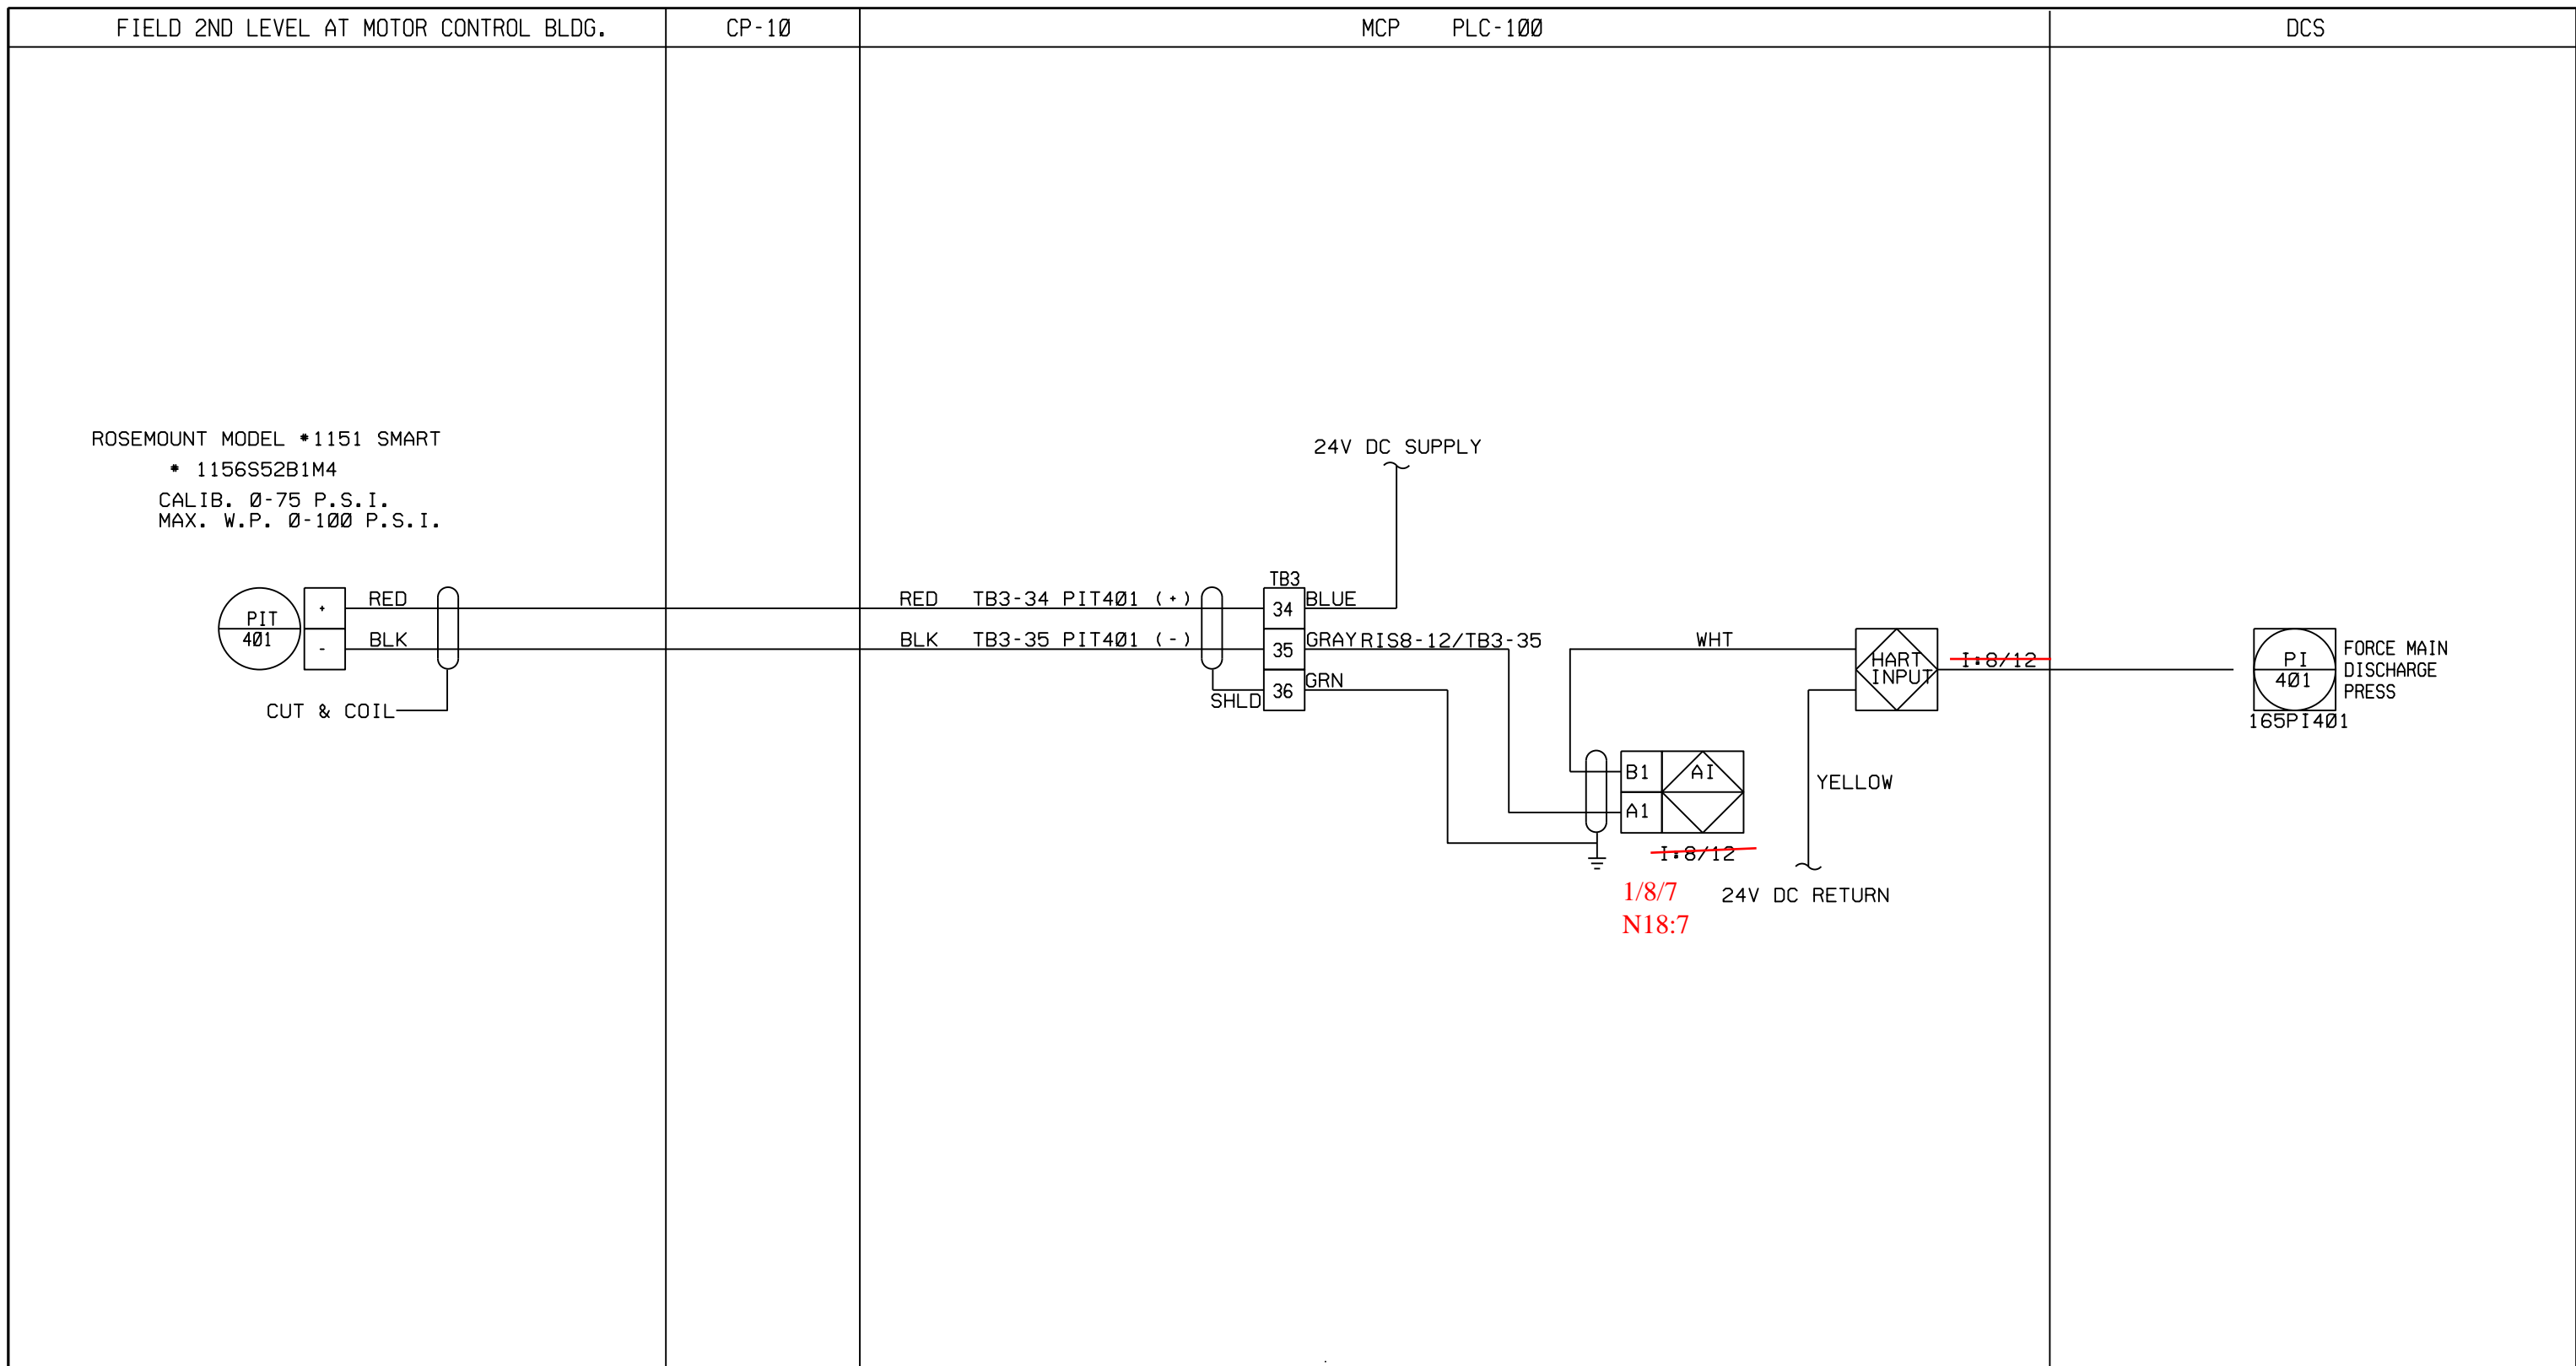 FIELD 2ND LEVEL AT MOTOR CONTROL BLDG.
CP-10
MCP PLC-100
DCS
ROSEMOUNT MODEL *1151 SMART
* 1156S52B1M4
CALIB. 0-75 P.S.I.
MAX. W.P. 0-100 P.S.I.
24V DC SUPPLY
PIT
401
+
-
RED
BLK
CUT & COIL
RED TB3-34 PIT401 (+)
BLK TB3-35 PIT401 (-)
SHLD
TB3
34
35
36
BLUE
GRAY RIS8-12/TB3-35
GRN
WHT
HART
INPUT
I:8/12
PI
401
165PI401
FORCE MAIN
DISCHARGE
PRESS
B1
A1
AI
I:8/12
YELLOW
1/8/7
N18:7
24V DC RETURN